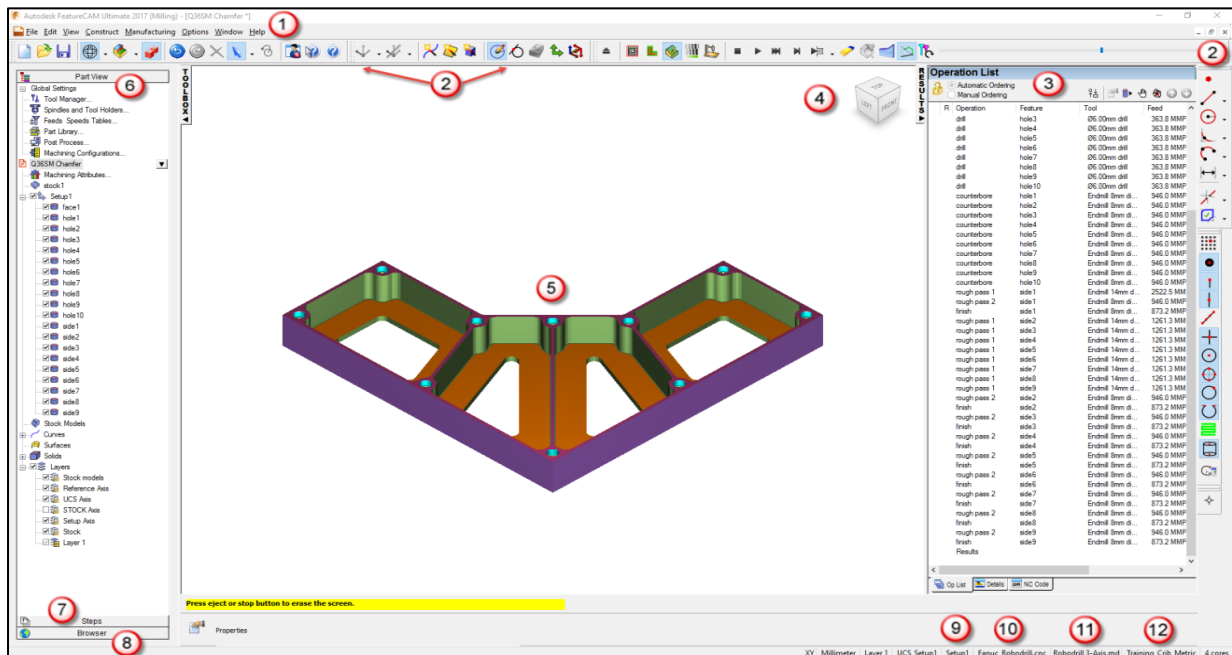 Autodesk FeatureCAM Ultimate 2017 (Milling) - [Q36SM Chamfer *]
File Edit View Construct Manufacturing Options Window Help
1
2
2
6
Part View
Global Settings
Tool Manager...
Spindles and Tool Holders...
Feeds Speeds Tables...
Part Library...
Post Process...
Machining Configurations...
Q36SM Chamfer
Machining Attributes...
stock1
Setup1
face1
hole1
hole2
hole3
hole4
hole5
hole6
hole7
hole8
hole9
hole10
side1
side2
side3
side4
side5
side6
side7
side8
side9
Stock Models
Curves
Surfaces
Solids
Layers
Stock models
Reference Axis
UCS Axis
STOCK Axis
Setup Axis
Stock
Layer 1
7
Steps
Browser
8
TOOLBOX
4
TOP
LEFT
FRONT
5
RESULTS
Operation List
3
Automatic Ordering
Manual Ordering
R Operation Feature Tool Feed
drill hole3 Ø6.00mm drill 363.8 MMP
drill hole4 Ø6.00mm drill 363.8 MMP
drill hole5 Ø6.00mm drill 363.8 MMP
drill hole6 Ø6.00mm drill 363.8 MMP
drill hole7 Ø6.00mm drill 363.8 MMP
drill hole8 Ø6.00mm drill 363.8 MMP
drill hole9 Ø6.00mm drill 363.8 MMP
drill hole10 Ø6.00mm drill 363.8 MMP
counterbore hole1 Endmill 8mm di... 946.0 MMP
counterbore hole2 Endmill 8mm di... 946.0 MMP
counterbore hole3 Endmill 8mm di... 946.0 MMP
counterbore hole4 Endmill 8mm di... 946.0 MMP
counterbore hole5 Endmill 8mm di... 946.0 MMP
counterbore hole6 Endmill 8mm di... 946.0 MMP
counterbore hole7 Endmill 8mm di... 946.0 MMP
counterbore hole8 Endmill 8mm di... 946.0 MMP
counterbore hole9 Endmill 8mm di... 946.0 MMP
counterbore hole10 Endmill 8mm di... 946.0 MMP
rough pass 1 side1 Endmill 14mm d... 2522.5 MM
rough pass 2 side1 Endmill 8mm di... 946.0 MMP
finish side1 Endmill 8mm di... 873.2 MMP
rough pass 1 side2 Endmill 14mm d... 1261.3 MM
rough pass 1 side3 Endmill 14mm d... 1261.3 MM
rough pass 1 side4 Endmill 14mm d... 1261.3 MM
rough pass 1 side5 Endmill 14mm d... 1261.3 MM
rough pass 1 side6 Endmill 14mm d... 1261.3 MM
rough pass 1 side7 Endmill 14mm d... 1261.3 MM
rough pass 1 side8 Endmill 14mm d... 1261.3 MM
rough pass 1 side9 Endmill 14mm d... 1261.3 MM
rough pass 2 side2 Endmill 8mm di... 946.0 MMP
finish side2 Endmill 8mm di... 873.2 MMP
rough pass 2 side3 Endmill 8mm di... 946.0 MMP
finish side3 Endmill 8mm di... 873.2 MMP
rough pass 2 side4 Endmill 8mm di... 946.0 MMP
finish side4 Endmill 8mm di... 873.2 MMP
rough pass 2 side5 Endmill 8mm di... 946.0 MMP
finish side5 Endmill 8mm di... 873.2 MMP
rough pass 2 side6 Endmill 8mm di... 946.0 MMP
finish side6 Endmill 8mm di... 873.2 MMP
rough pass 2 side7 Endmill 8mm di... 946.0 MMP
finish side7 Endmill 8mm di... 873.2 MMP
rough pass 2 side8 Endmill 8mm di... 946.0 MMP
finish side8 Endmill 8mm di... 873.2 MMP
rough pass 2 side9 Endmill 8mm di... 946.0 MMP
finish side9 Endmill 8mm di... 873.2 MMP
Results
Op List Details NC Code
Press eject or stop button to erase the screen.
Properties
9 10 11 12
XY Millimeter Layer 1 UCS_Setup1 Setup1 Fanuc_Robodrill.cnc Robodrill 3-Axis.md Training_Crib_Metric 4 cores